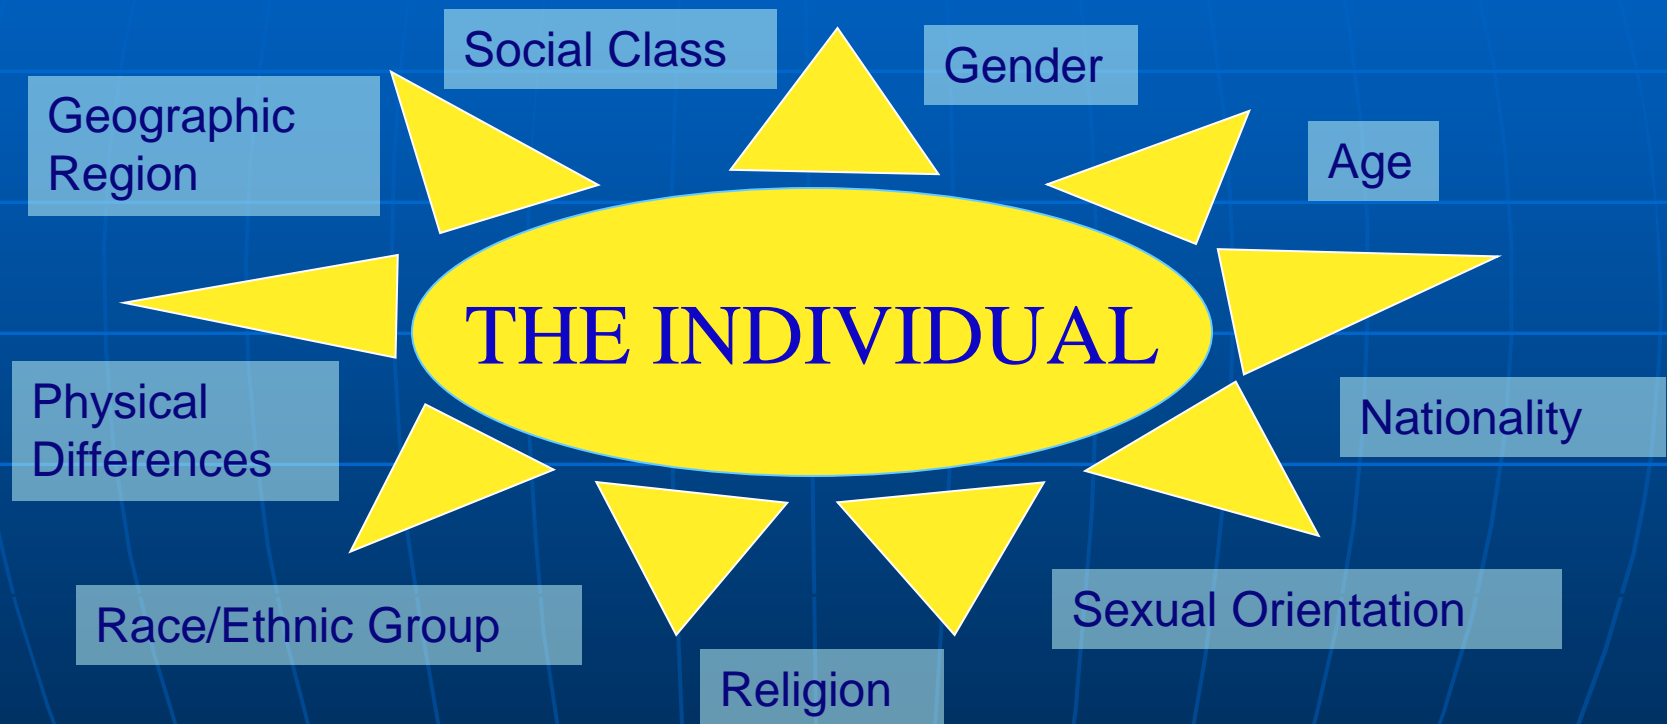 Social Class
Gender
Geographic
Region
Age
THE INDIVIDUAL
Physical
Differences
Nationality
Race/Ethnic Group
Sexual Orientation
Religion